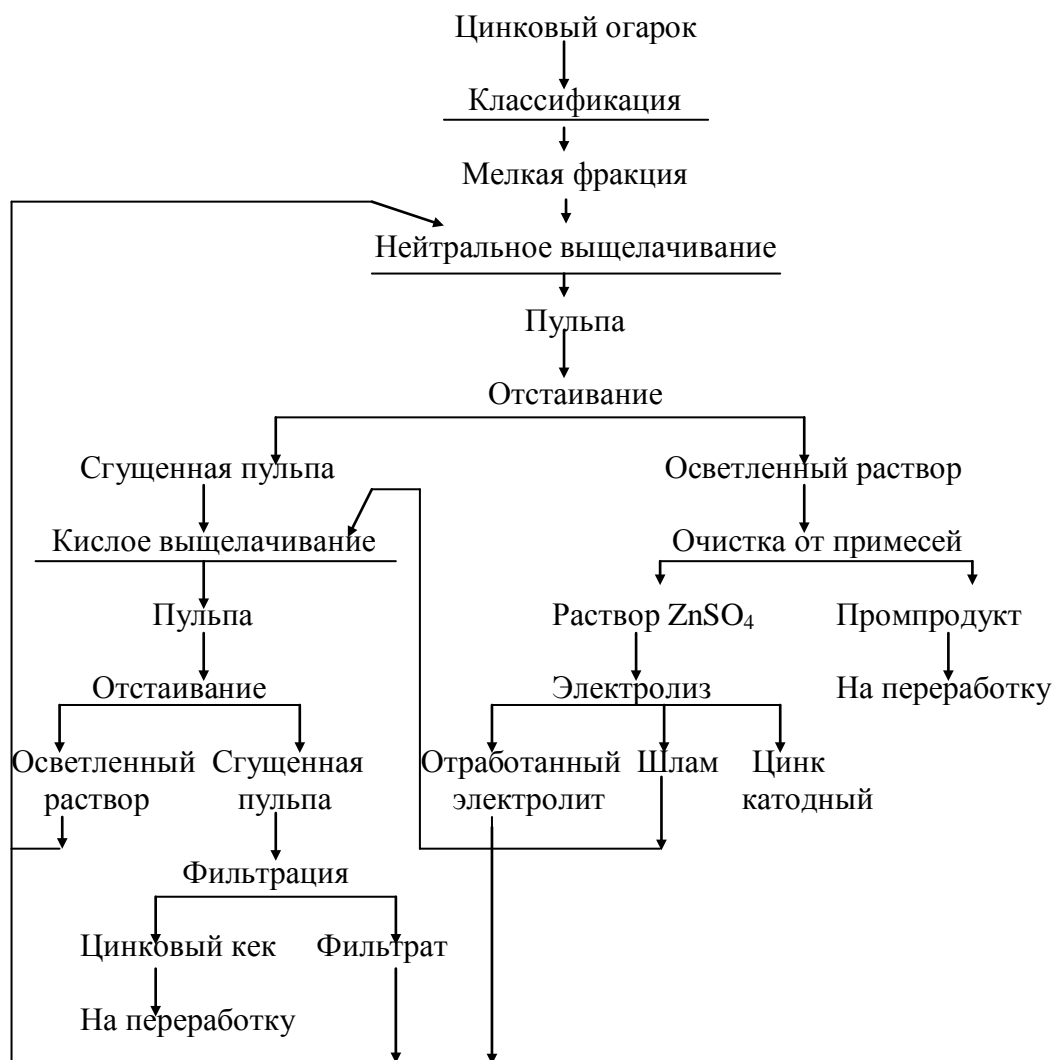 Цинковый огарок
Классификация
Мелкая фракция
Нейтральное выщелачивание
Пульпа
Отстаивание
Сгущенная пульпа
Осветленный раствор
Кислое выщелачивание
Очистка от примесей
Пульпа
Раствор ZnSO₄
Промпродукт
Отстаивание
Электролиз
На переработку
Осветленный
раствор
Сгущенная
пульпа
Отработанный
электролит
Шлам
Цинк
катодный
Фильтрация
Цинковый кек
Фильтрат
На переработку